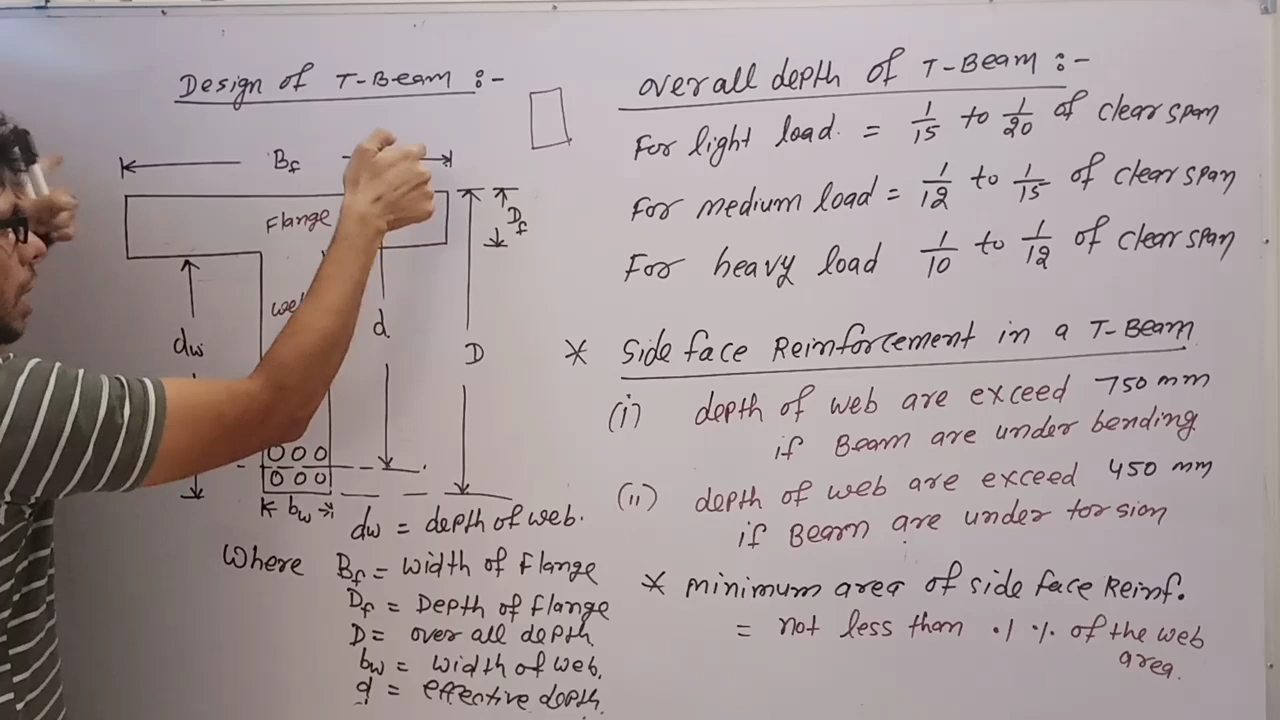 Design of T-Beam :-
Bf
Flange
Df
dw
d
D
bw
dw = depth of web.
Where Bf = width of Flange
Df = Depth of Flange
D = over all depth
bw = width of web.
d = effective depth.
overall depth of T-Beam :-
For light load. = 1/15 to 1/20 of clear span
For medium load = 1/12 to 1/15 of clear span
For heavy load 1/10 to 1/12 of clear span
* Side face Reinforcement in a T-Beam
(i) depth of web are exceed 750 mm
if Beam are under bending
(ii) depth of web are exceed 450 mm
if Beam are under torsion
* minimum area of side face Reinf.
= not less than .1 % of the web
area.